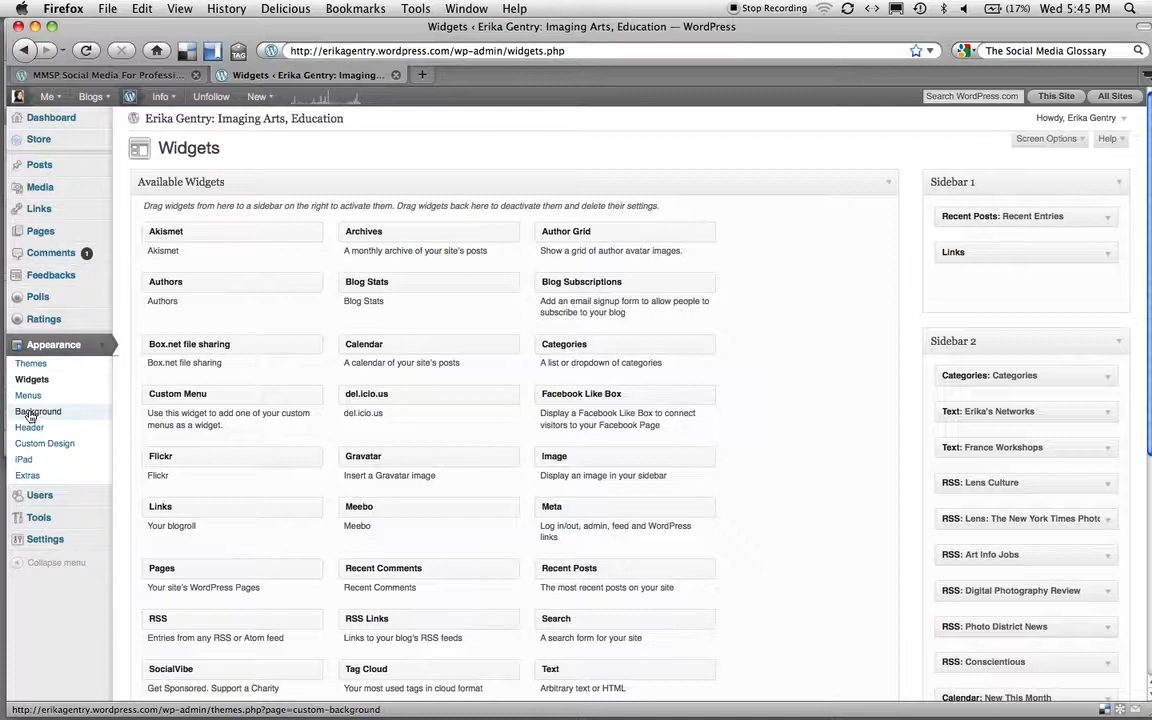 Firefox File Edit View History Delicious Bookmarks Tools Window Help Stop Recording (17%) Wed 5:45 PM
Widgets ‹ Erika Gentry: Imaging Arts, Education — WordPress
TAG http://erikagentry.wordpress.com/wp-admin/widgets.php The Social Media Glossary
MMSP Social Media For Professi... Widgets ‹ Erika Gentry: Imaging...
Me Blogs Info Unfollow New Search WordPress.com This Site All Sites
Dashboard
Store
Posts
Media
Links
Pages
Comments 1
Feedbacks
Polls
Ratings
Appearance
Themes
Widgets
Menus
Background
Header
Custom Design
iPad
Extras
Users
Tools
Settings
Collapse menu
Erika Gentry: Imaging Arts, Education
Howdy, Erika Gentry
Widgets
Screen Options Help
Available Widgets
Drag widgets from here to a sidebar on the right to activate them. Drag widgets back here to deactivate them and delete their settings.
Akismet Archives Author Grid
Akismet A monthly archive of your site's posts Show a grid of author avatar images.
Authors Blog Stats Blog Subscriptions
Authors Blog Stats Add an email signup form to allow people to
subscribe to your blog
Box.net file sharing Calendar Categories
Box.net file sharing A calendar of your site's posts A list or dropdown of categories
Custom Menu del.icio.us Facebook Like Box
Use this widget to add one of your custom del.icio.us Display a Facebook Like Box to connect
menus as a widget. visitors to your Facebook Page
Flickr Gravatar Image
Flickr Insert a Gravatar image Display an image in your sidebar
Links Meebo Meta
Your blogroll Meebo Log in/out, admin, feed and WordPress
links
Pages Recent Comments Recent Posts
Your site's WordPress Pages Recent Comments The most recent posts on your site
RSS RSS Links Search
Entries from any RSS or Atom feed Links to your blog's RSS feeds A search form for your site
SocialVibe Tag Cloud Text
Get Sponsored. Support a Charity Your most used tags in cloud format Arbitrary text or HTML
Sidebar 1
Recent Posts: Recent Entries
Links
Sidebar 2
Categories: Categories
Text: Erika's Networks
Text: France Workshops
RSS: Lens Culture
RSS: Lens: The New York Times Photo
RSS: Art Info Jobs
RSS: Digital Photography Review
RSS: Photo District News
RSS: Conscientious
Calendar: New This Month
http://erikagentry.wordpress.com/wp-admin/themes.php?page=custom-background